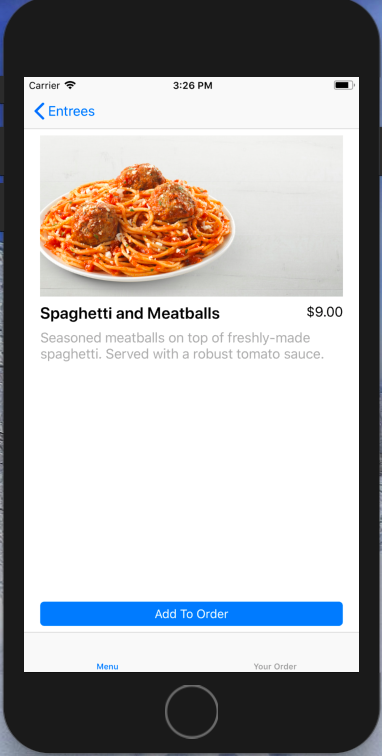 Carrier 3:26 PM
Entrees
Spaghetti and Meatballs $9.00
Seasoned meatballs on top of freshly-made
spaghetti. Served with a robust tomato sauce.
Add To Order
Menu Your Order